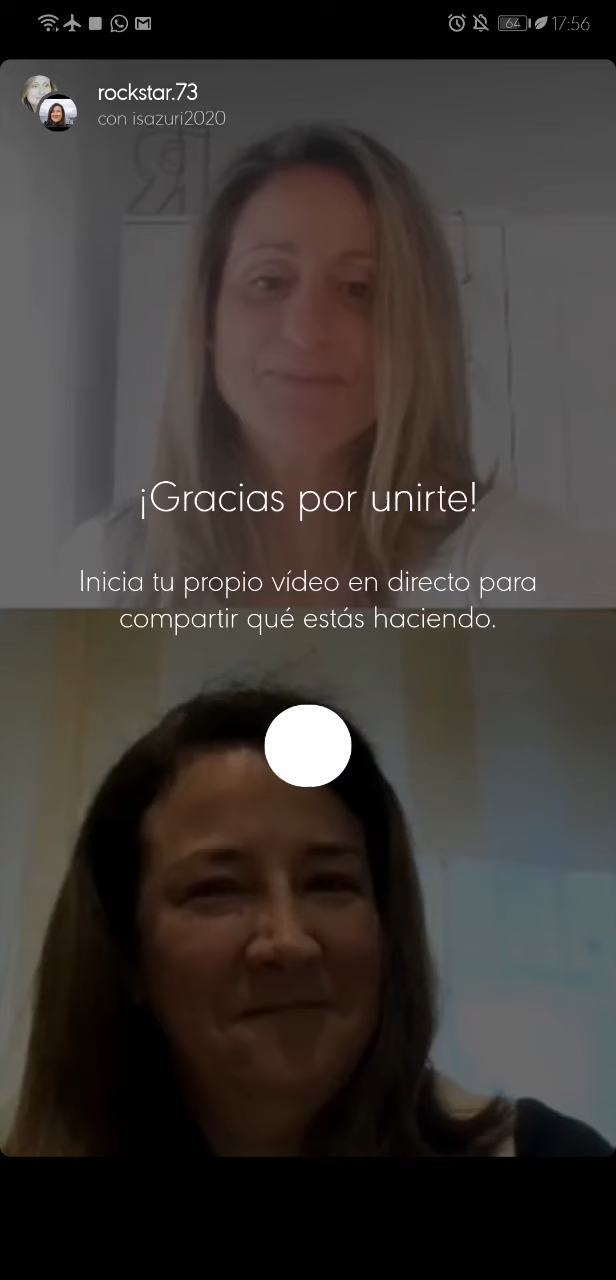 64 17:56
rockstar.73
con isazuri2020
¡Gracias por unirte!
Inicia tu propio vídeo en directo para
compartir qué estás haciendo.